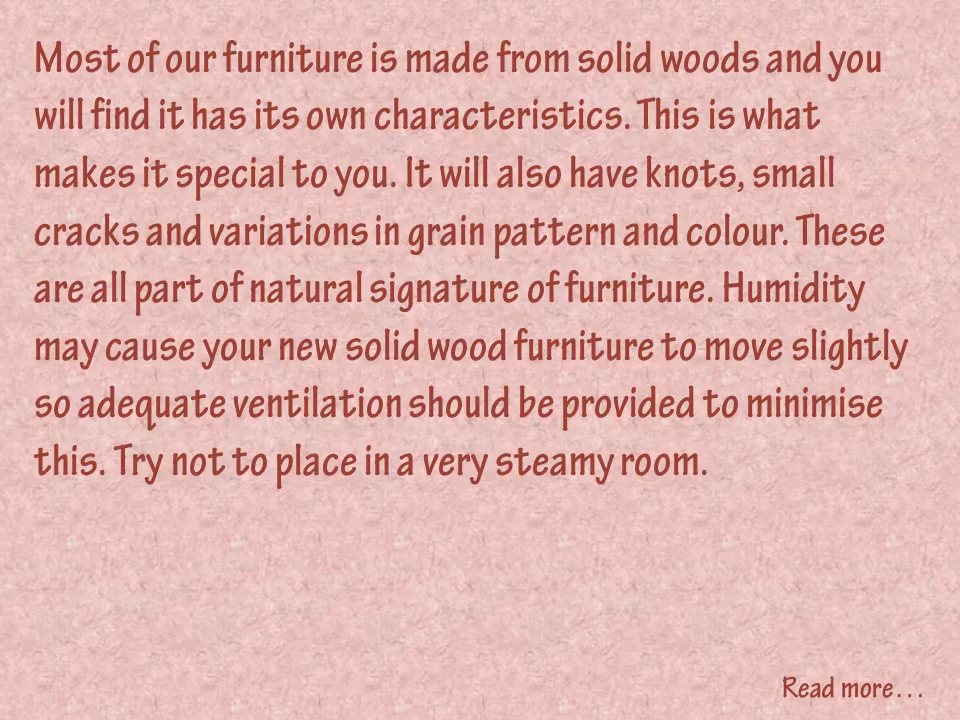 Most of our furniture is made from solid woods and you
will find it has its own characteristics. This is what
makes it special to you. It will also have knots, small
cracks and variations in grain pattern and colour. These
are all part of natural signature of furniture. Humidity
may cause your new solid wood furniture to move slightly
so adequate ventilation should be provided to minimise
this. Try not to place in a very steamy room.
Read more...